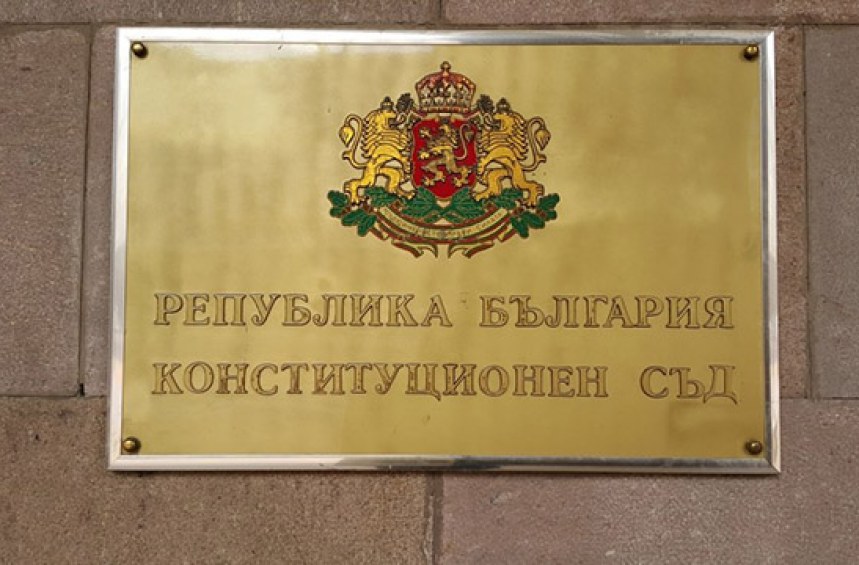 РЕПУБЛИКА БЪЛГАРИЯ
КОНСТИТУЦИОНЕН СЪД